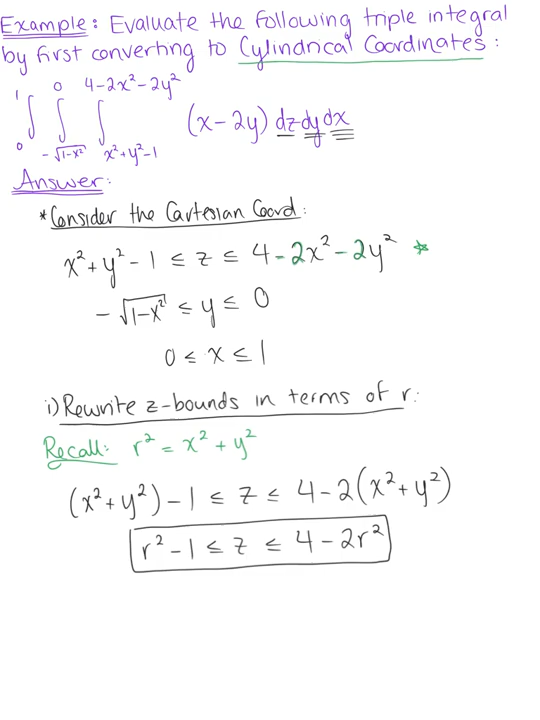 Example: Evaluate the following triple integral
by first converting to Cylindrical Coordinates:
∫₀¹ ∫_{-√(1-x²)}^0 ∫_{x²+y²-1}^{4-2x²-2y²} (x-2y) dz dy dx
Answer:
*Consider the Cartesian Coord:
x² + y² - 1 ≤ z ≤ 4 - 2x² - 2y² *
-√(1-x²) ≤ y ≤ 0
0 ≤ x ≤ 1
i) Rewrite z-bounds in terms of r:
Recall: r² = x² + y²
(x² + y²) - 1 ≤ z ≤ 4 - 2(x² + y²)
r² - 1 ≤ z ≤ 4 - 2r²